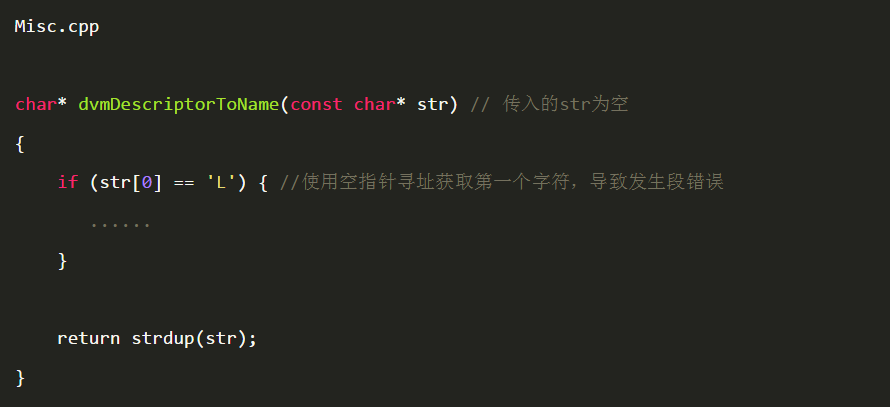 Misc.cpp
char* dvmDescriptorToName(const char* str) // 传入的str为空
{
if (str[0] == 'L') { //使用空指针寻址获取第一个字符，导致发生段错误
......
}
return strdup(str);
}